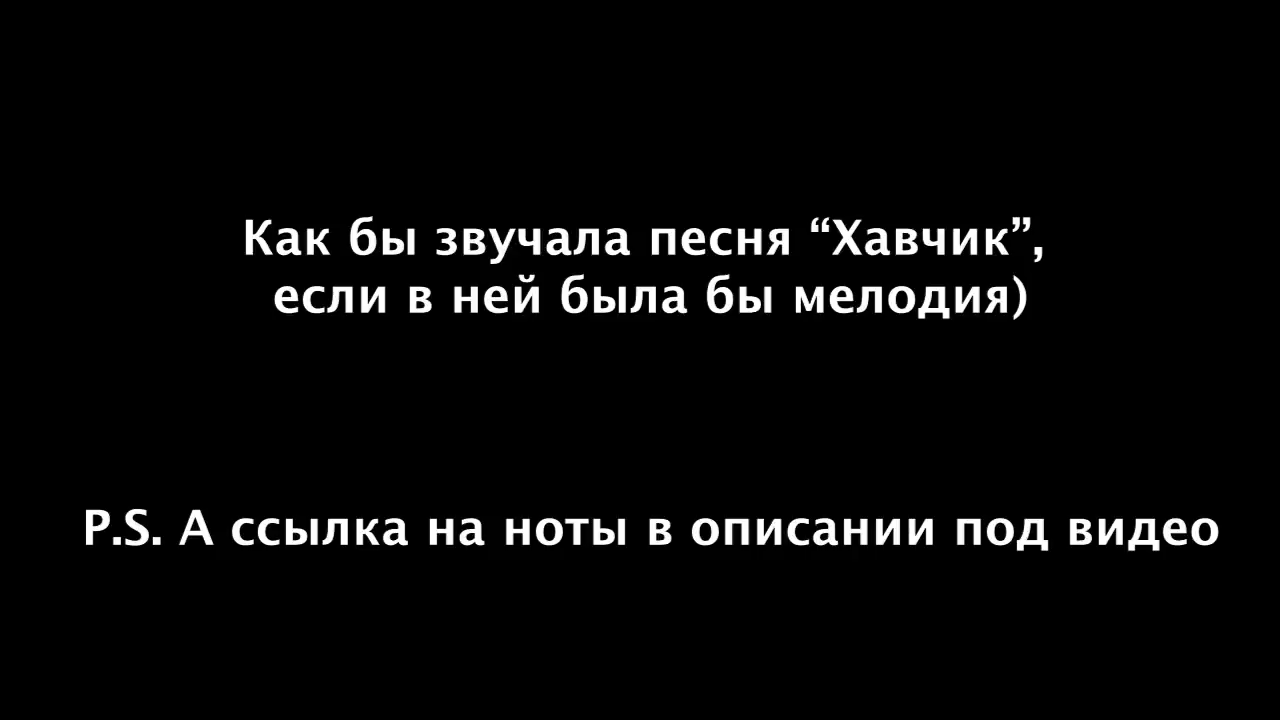 Как бы звучала песня “Хавчик”,
если в ней была бы мелодия)
P.S. А ссылка на ноты в описании под видео